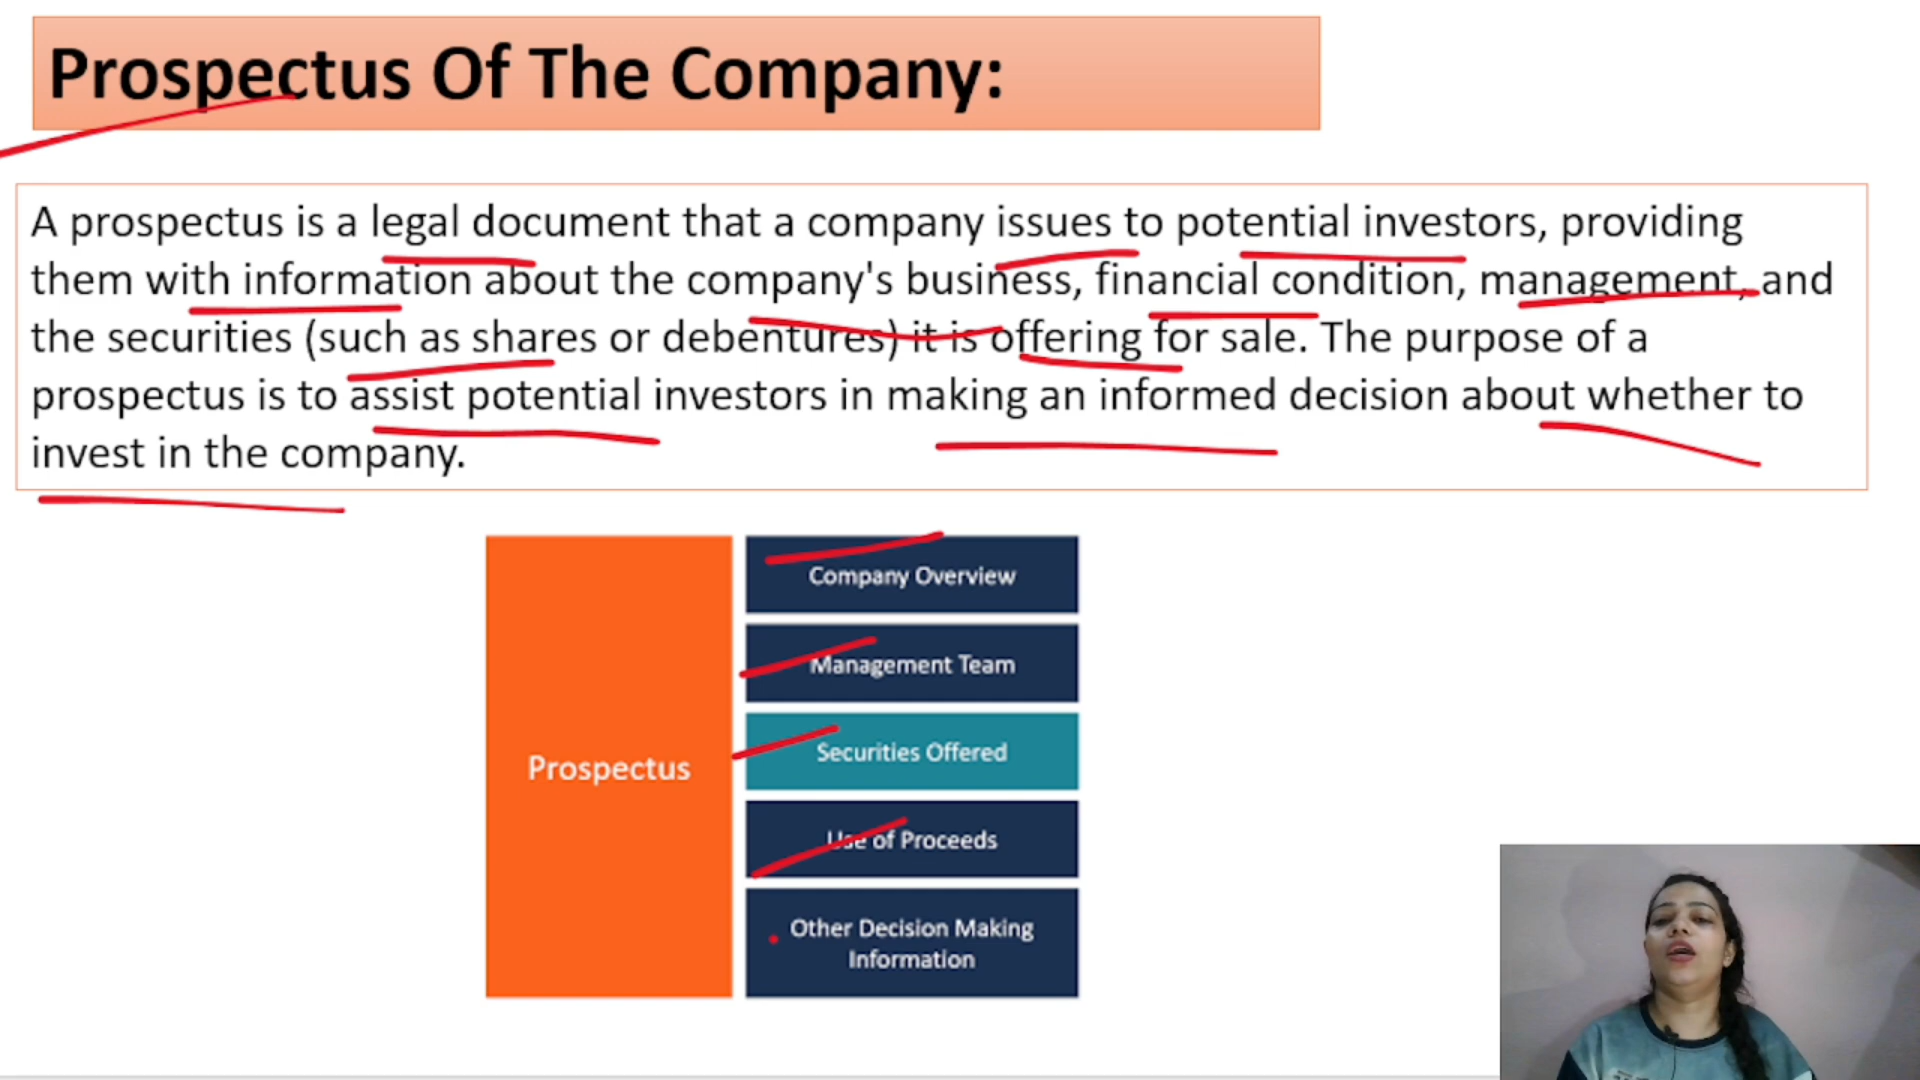 Prospectus Of The Company:
A prospectus is a legal document that a company issues to potential investors, providing
them with information about the company's business, financial condition, management, and
the securities (such as shares or debentures) it is offering for sale. The purpose of a
prospectus is to assist potential investors in making an informed decision about whether to
invest in the company.
Prospectus
Company Overview
Management Team
Securities Offered
Use of Proceeds
Other Decision Making
Information